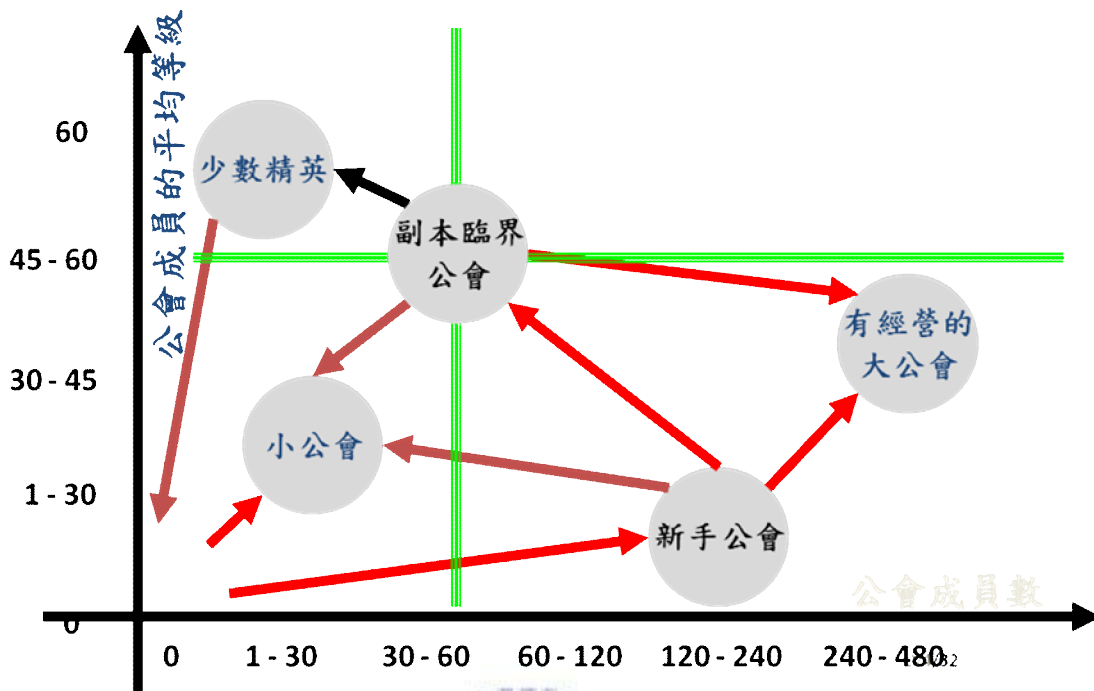 公會成員的平均等級
60
少數精英
副本臨界
公會
45 - 60
有經營的
大公會
30 - 45
小公會
1 - 30
新手公會
公會成員數
0
0
1 - 30
30 - 60
60 - 120
120 - 240
240 - 480